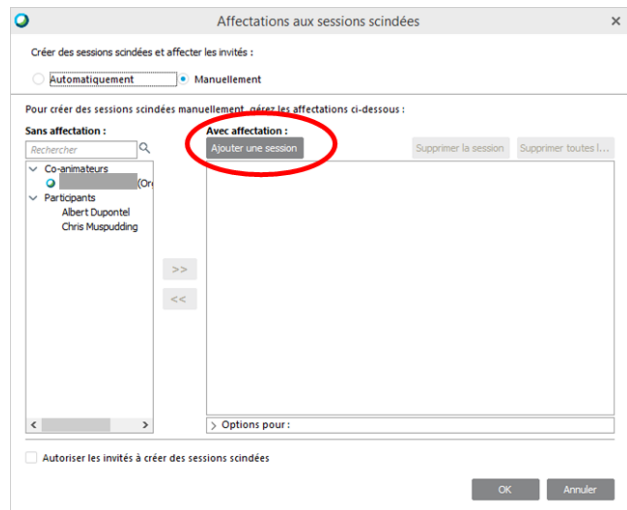 Affectations aux sessions scindées
Créer des sessions scindées et affecter les invités :
Automatiquement Manuellement
Pour créer des sessions scindées manuellement, gérez les affectations ci-dessous :
Sans affectation : Avec affectation :
Rechercher Ajouter une session Supprimer la session Supprimer toutes l...
Co-animateurs
(Or
Participants
Albert Dupontel
Chris Muspudding
>>
<<
Options pour :
Autoriser les invités à créer des sessions scindées
OK Annuler